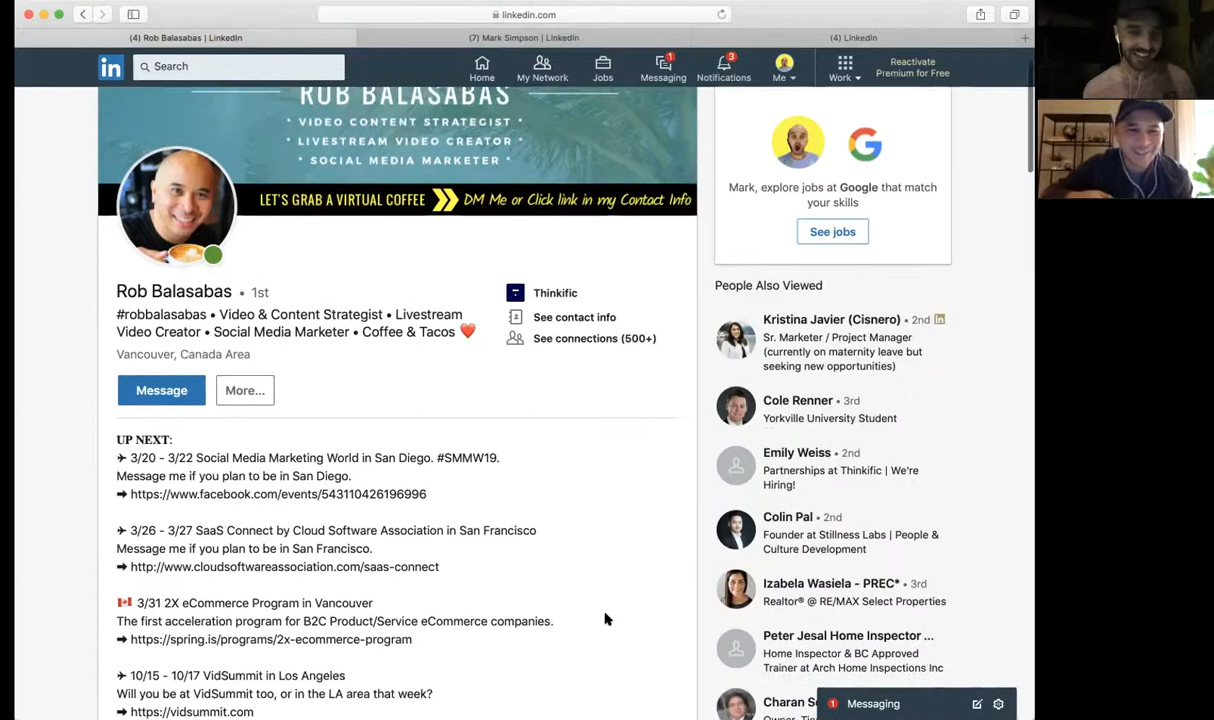 linkedin.com
(4) Rob Balasabas | LinkedIn
(7) Mark Simpson | LinkedIn
(4) LinkedIn
in
Search
Home
My Network
Jobs
1
Messaging
3
Notifications
Me
Work
Reactivate
Premium for Free
ROB BALASABAS
• VIDEO CONTENT STRATEGIST •
• LIVESTREAM VIDEO CREATOR •
• SOCIAL MEDIA MARKETER •
LET'S GRAB A VIRTUAL COFFEE DM Me or Click link in my Contact Info
Rob Balasabas • 1st
#robbalasabas • Video & Content Strategist • Livestream
Video Creator • Social Media Marketer • Coffee & Tacos ❤️
Vancouver, Canada Area
Message
More...
Thinkific
See contact info
See connections (500+)
UP NEXT:
✈ 3/20 - 3/22 Social Media Marketing World in San Diego. #SMMW19.
Message me if you plan to be in San Diego.
➡ https://www.facebook.com/events/543110426196996
✈ 3/26 - 3/27 SaaS Connect by Cloud Software Association in San Francisco
Message me if you plan to be in San Francisco.
➡ http://www.cloudsoftwareassociation.com/saas-connect
🇨🇦 3/31 2X eCommerce Program in Vancouver
The first acceleration program for B2C Product/Service eCommerce companies.
➡ https://spring.is/programs/2x-ecommerce-program
✈ 10/15 - 10/17 VidSummit in Los Angeles
Will you be at VidSummit too, or in the LA area that week?
➡ https://vidsummit.com
G
Mark, explore jobs at Google that match
your skills
See jobs
People Also Viewed
Kristina Javier (Cisnero) • 2nd in
Sr. Marketer / Project Manager
(currently on maternity leave but
seeking new opportunities)
Cole Renner • 3rd
Yorkville University Student
Emily Weiss • 2nd
Partnerships at Thinkific | We're
Hiring!
Colin Pal • 2nd
Founder at Stillness Labs | People &
Culture Development
Izabela Wasiela - PREC* • 3rd
Realtor® @ RE/MAX Select Properties
Peter Jesal Home Inspector ...
Home Inspector & BC Approved
Trainer at Arch Home Inspections Inc
Charan S
1 Messaging